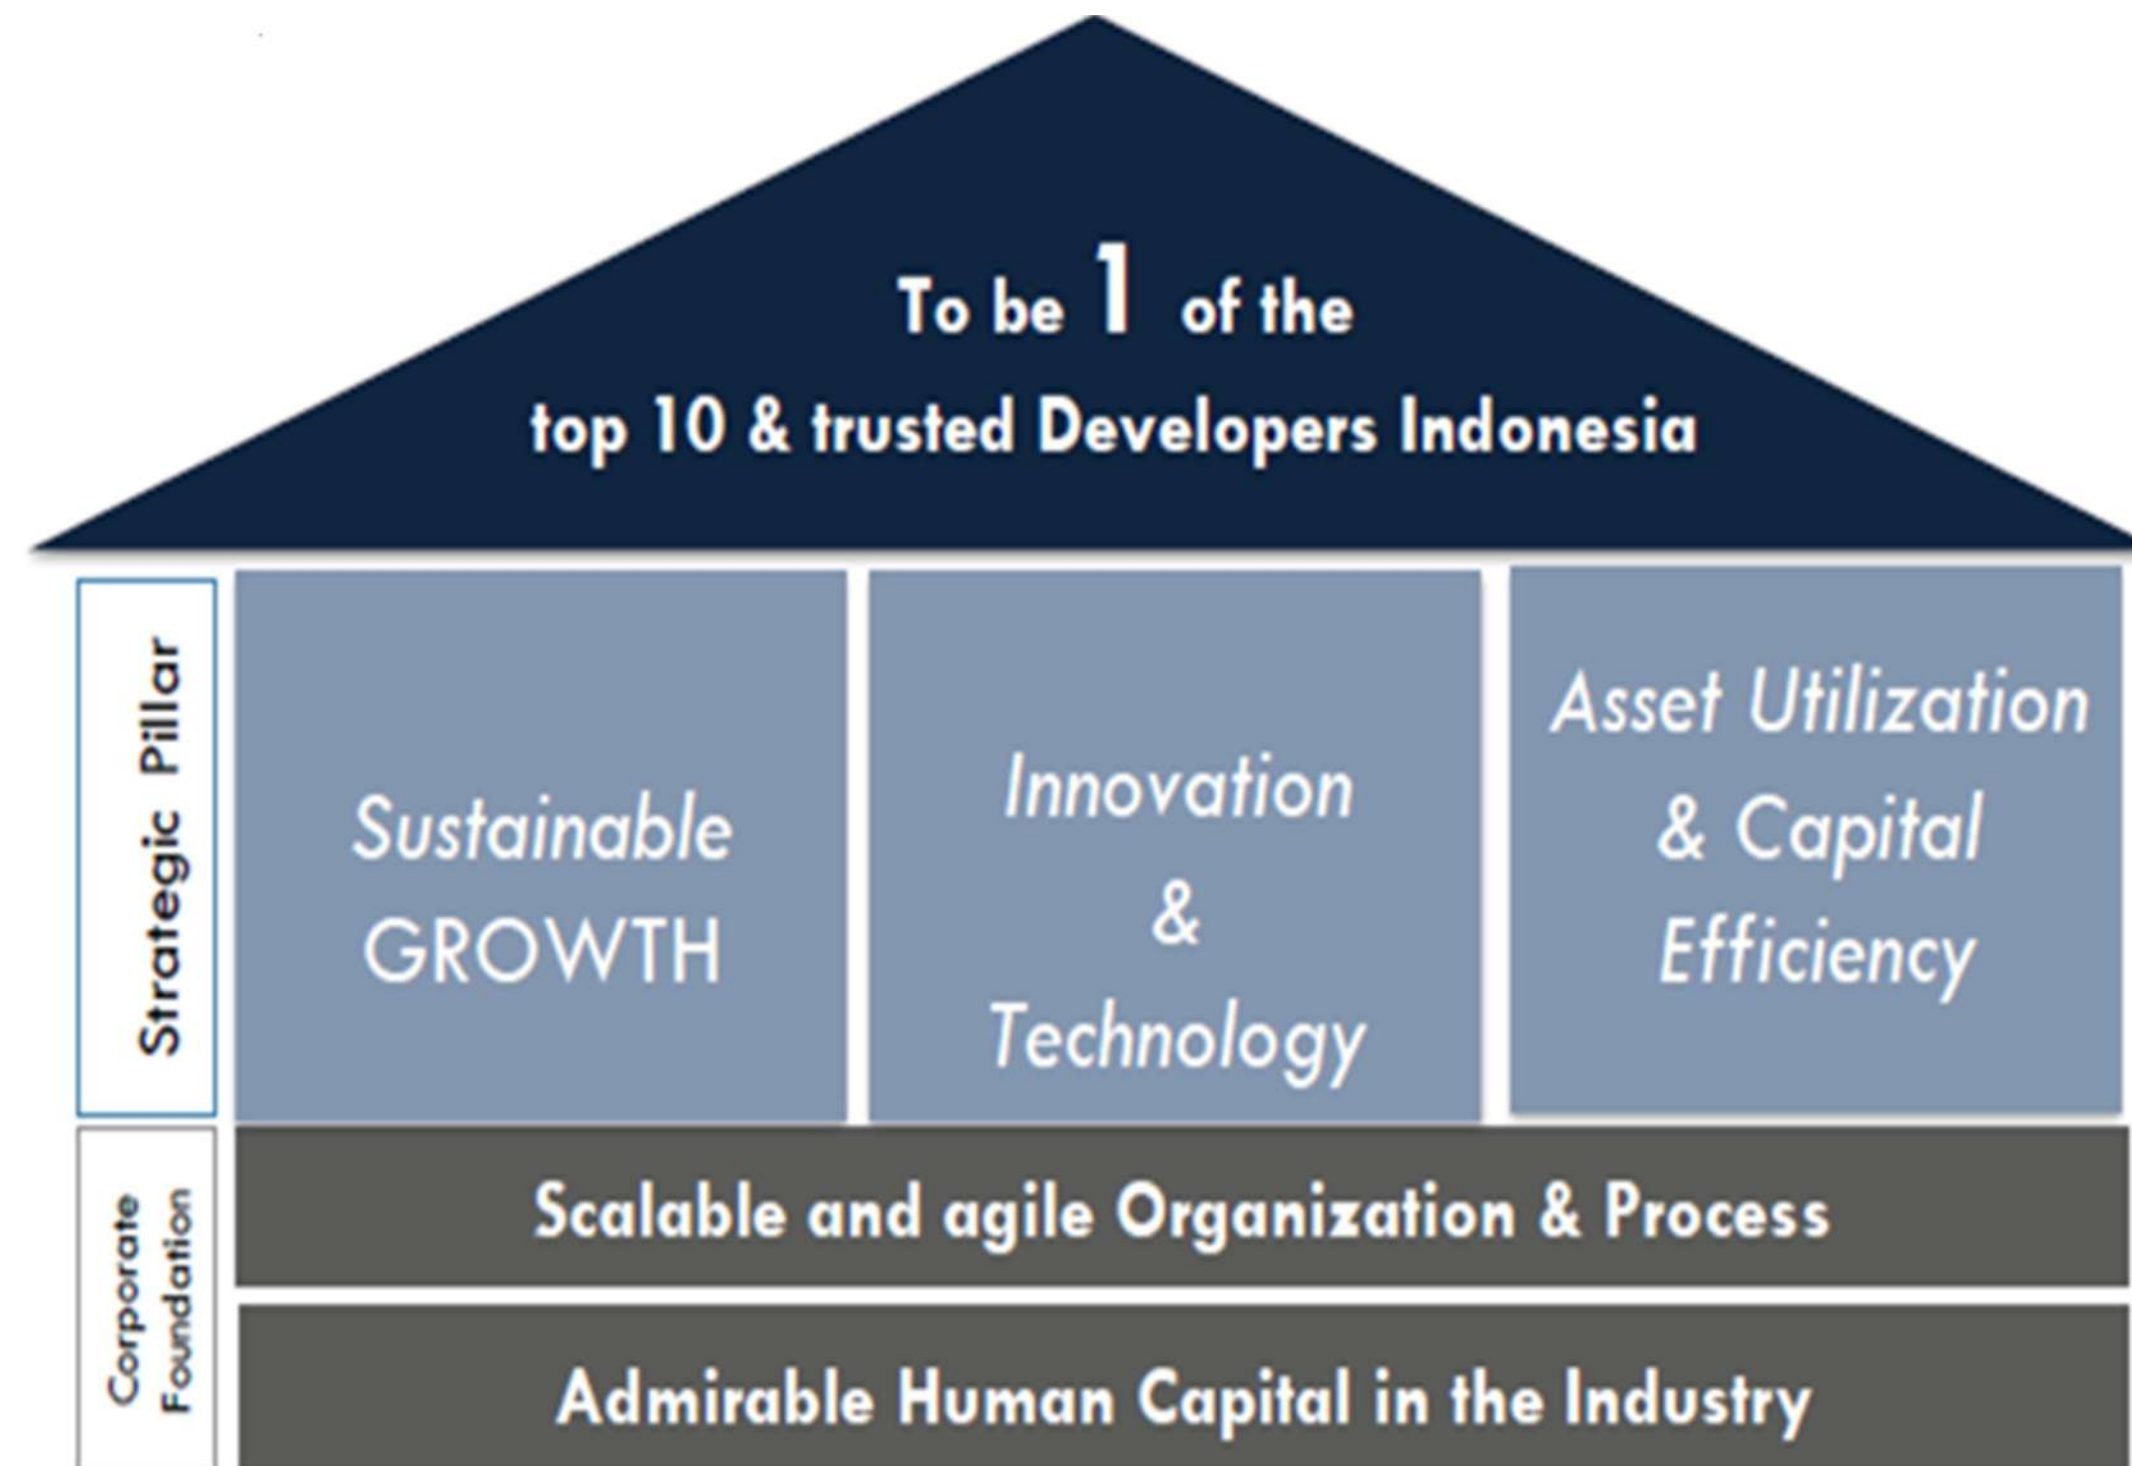 To be 1 of the
top 10 & trusted Developers Indonesia
Strategic Pillar
Sustainable
GROWTH
Innovation
&
Technology
Asset Utilization
& Capital
Efficiency
Corporate
Foundation
Scalable and agile Organization & Process
Admirable Human Capital in the Industry